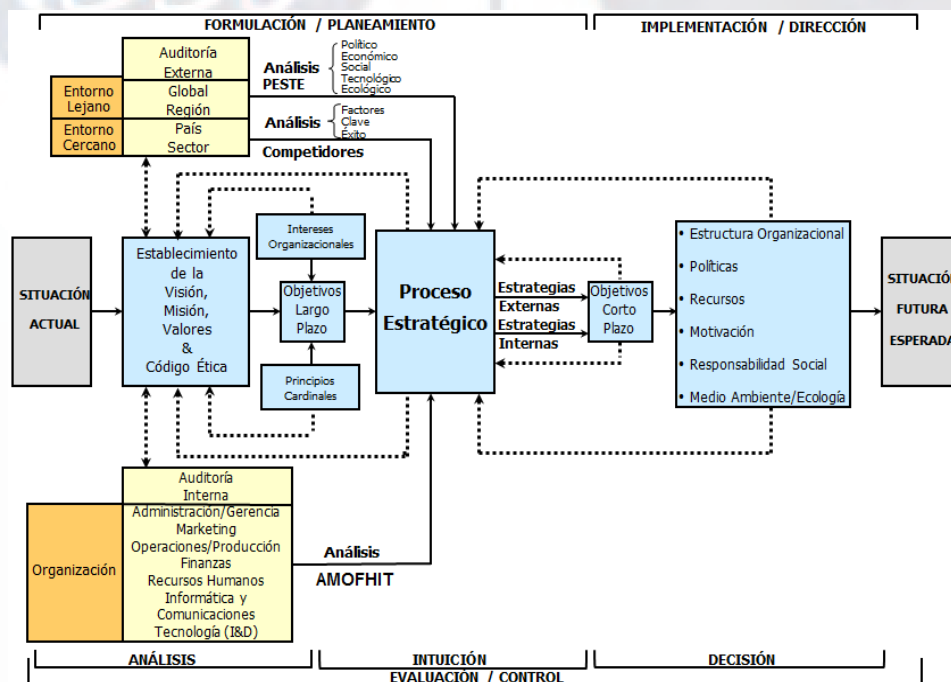 FORMULACIÓN / PLANEAMIENTO
IMPLEMENTACIÓN / DIRECCIÓN
Auditoría
Externa
Entorno
Lejano
Global
Región
Entorno
Cercano
País
Sector
Análisis
PESTE
Político
Económico
Social
Tecnológico
Ecológico
Análisis
Competidores
Factores
Clave
Éxito
SITUACIÓN
ACTUAL
Establecimiento
de la
Visión,
Misión,
Valores
&
Código Ética
Intereses
Organizacionales
Objetivos
Largo
Plazo
Principios
Cardinales
Proceso
Estratégico
Estrategias
Externas
Estrategias
Internas
Objetivos
Corto
Plazo
• Estructura Organizacional
• Políticas
• Recursos
• Motivación
• Responsabilidad Social
• Medio Ambiente/Ecología
SITUACIÓN
FUTURA
ESPERADA
Auditoría
Interna
Organización
Administración/Gerencia
Marketing
Operaciones/Producción
Finanzas
Recursos Humanos
Informática y
Comunicaciones
Tecnología (I&D)
Análisis
AMOFHIT
ANÁLISIS
INTUICIÓN
DECISIÓN
EVALUACIÓN / CONTROL